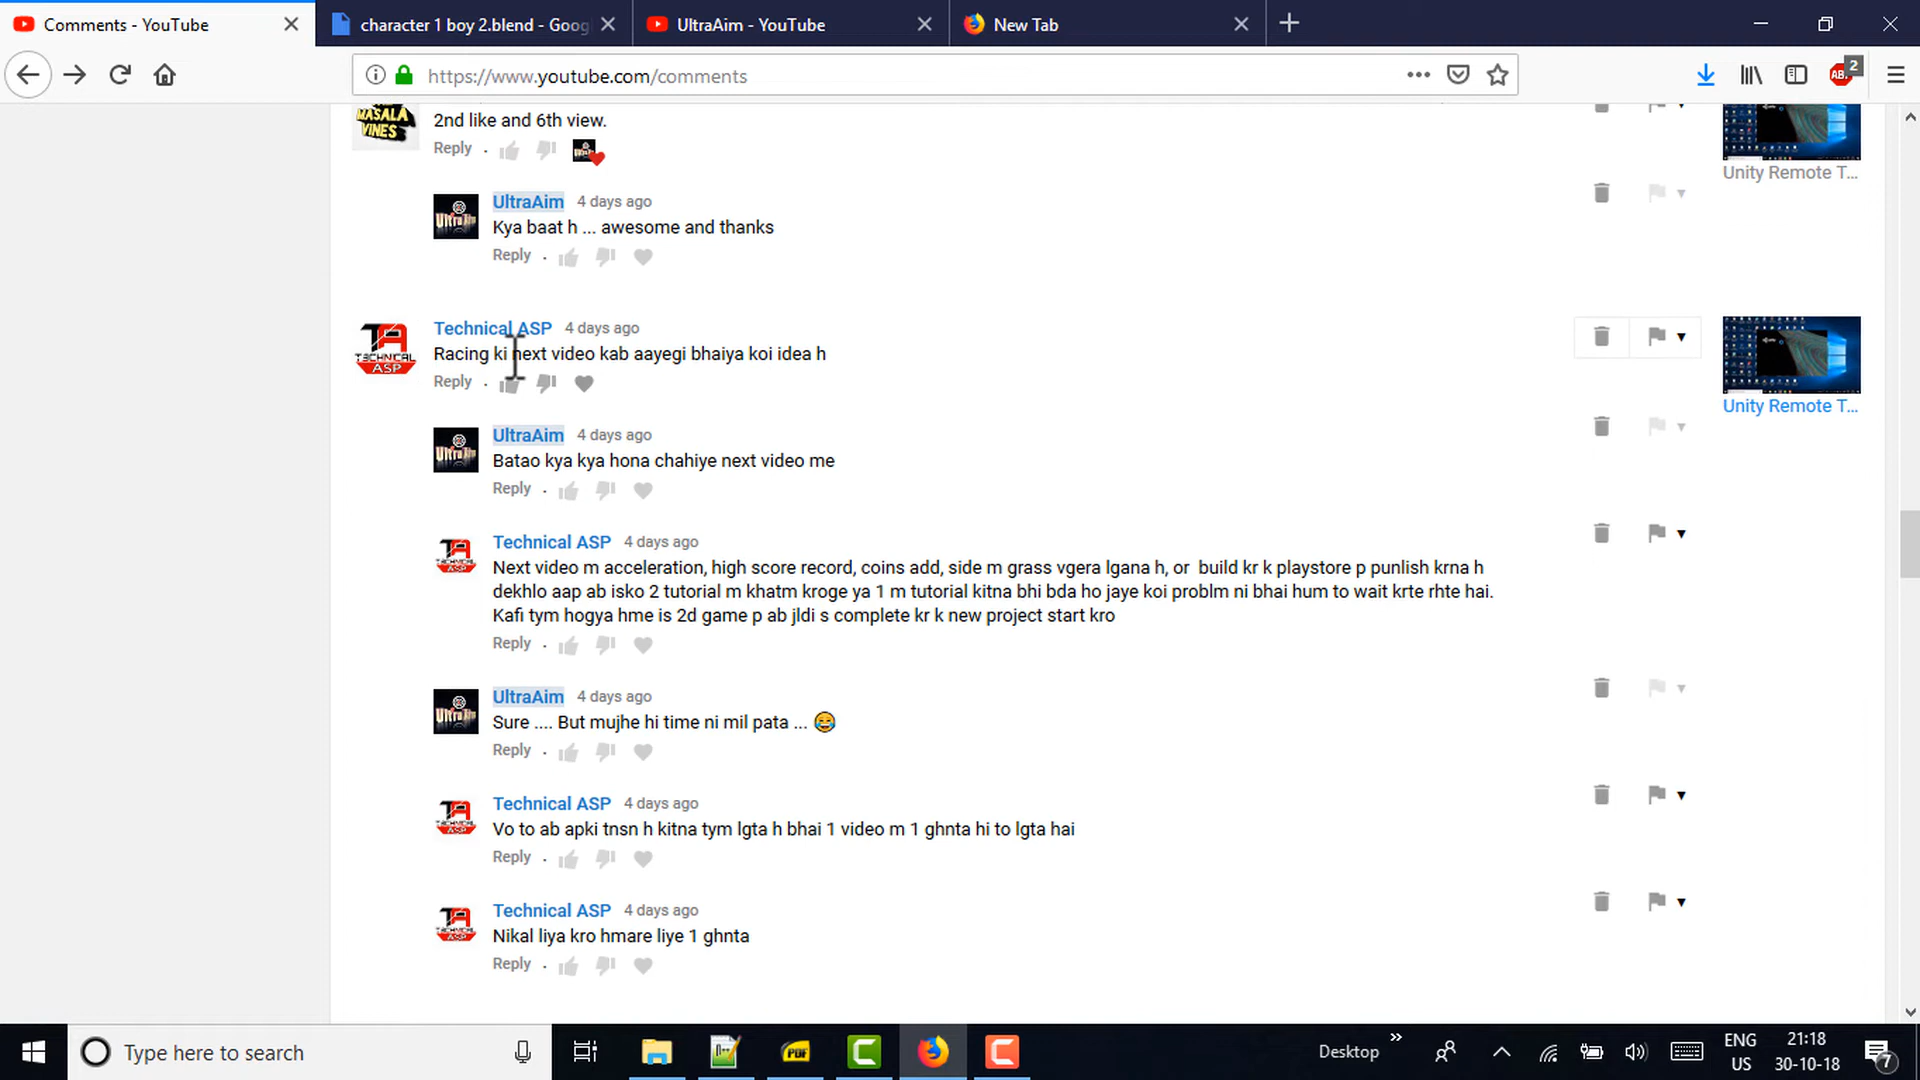 Comments - YouTube
character 1 boy 2.blend - Goog
UltraAim - YouTube
New Tab
https://www.youtube.com/comments
ABP
2
MASALA
VINES
2nd like and 6th view.
Reply
Unity Remote T...
UltraAim 4 days ago
Kya baat h ... awesome and thanks
Reply
TA
TECHNICAL
ASP
Technical ASP 4 days ago
Racing ki next video kab aayegi bhaiya koi idea h
Reply
Unity Remote T...
UltraAim 4 days ago
Batao kya kya hona chahiye next video me
Reply
Technical ASP 4 days ago
Next video m acceleration, high score record, coins add, side m grass vgera lgana h, or build kr k playstore p punlish krna h
dekhlo aap ab isko 2 tutorial m khatm kroge ya 1 m tutorial kitna bhi bda ho jaye koi problm ni bhai hum to wait krte rhte hai.
Kafi tym hogya hme is 2d game p ab jldi s complete kr k new project start kro
Reply
UltraAim 4 days ago
Sure .... But mujhe hi time ni mil pata ... 😂
Reply
Technical ASP 4 days ago
Vo to ab apki tnsn h kitna tym lgta h bhai 1 video m 1 ghnta hi to lgta hai
Reply
Technical ASP 4 days ago
Nikal liya kro hmare liye 1 ghnta
Reply
Type here to search
PDF
Desktop
ENG
US
21:18
30-10-18
7